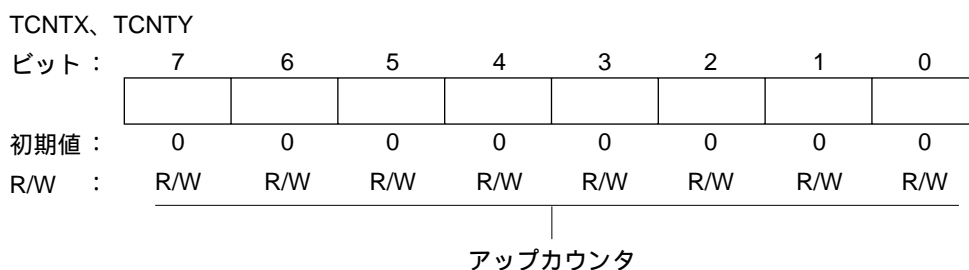 TCNTX、TCNTY
ビット : 7 6 5 4 3 2 1 0
初期値 : 0 0 0 0 0 0 0 0
R/W : R/W R/W R/W R/W R/W R/W R/W R/W
アップカウンタ